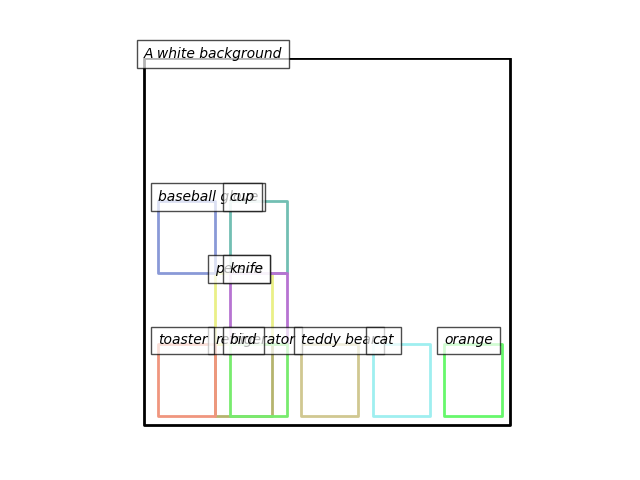 A white background
baseball glove
cup
person
knife
toaster
refrigerator
bird
teddy bear
cat
orange